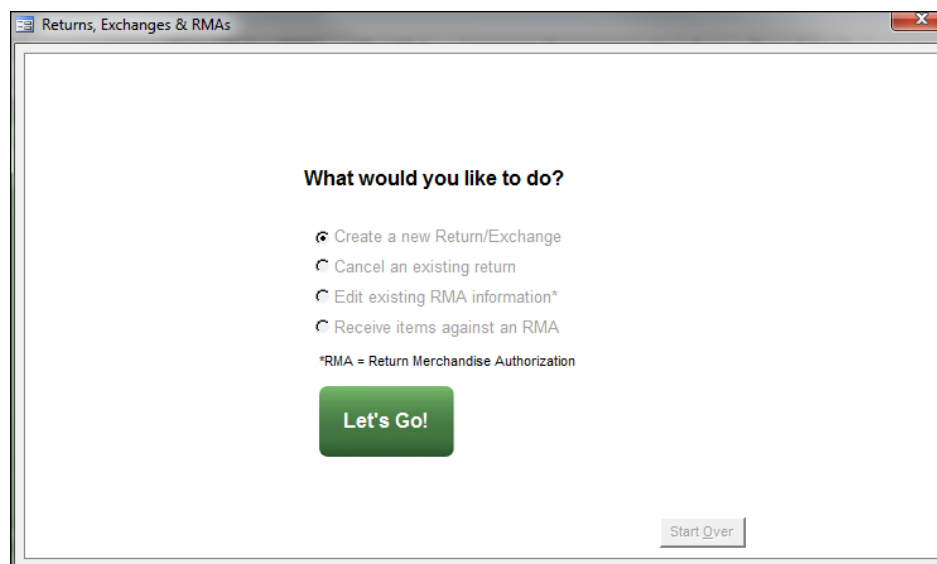 Returns, Exchanges & RMAs
What would you like to do?
Create a new Return/Exchange
Cancel an existing return
Edit existing RMA information*
Receive items against an RMA
*RMA = Return Merchandise Authorization
Let's Go!
Start Over